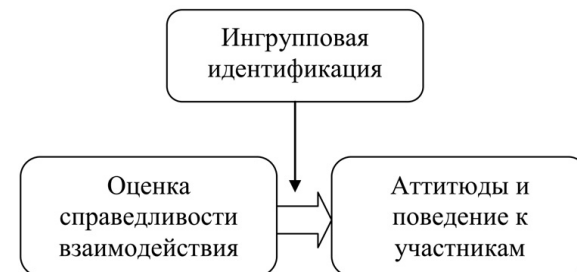 Ингрупповая
идентификация
Оценка
справедливости
взаимодействия
Аттитюды и
поведение к
участникам